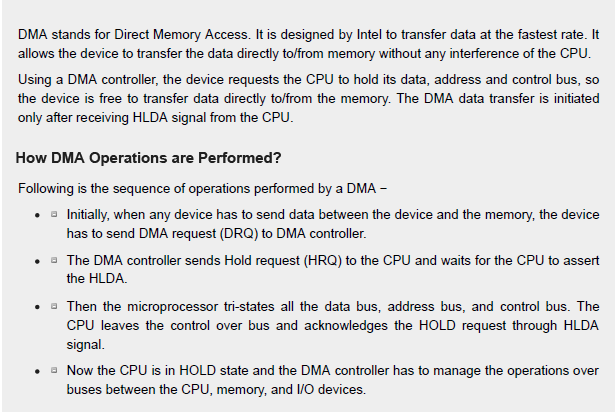 DMA stands for Direct Memory Access. It is designed by Intel to transfer data at the fastest rate. It
allows the device to transfer the data directly to/from memory without any interference of the CPU.
Using a DMA controller, the device requests the CPU to hold its data, address and control bus, so
the device is free to transfer data directly to/from the memory. The DMA data transfer is initiated
only after receiving HLDA signal from the CPU.
How DMA Operations are Performed?
Following is the sequence of operations performed by a DMA −
• Initially, when any device has to send data between the device and the memory, the device
has to send DMA request (DRQ) to DMA controller.
• The DMA controller sends Hold request (HRQ) to the CPU and waits for the CPU to assert
the HLDA.
• Then the microprocessor tri-states all the data bus, address bus, and control bus. The
CPU leaves the control over bus and acknowledges the HOLD request through HLDA
signal.
• Now the CPU is in HOLD state and the DMA controller has to manage the operations over
buses between the CPU, memory, and I/O devices.